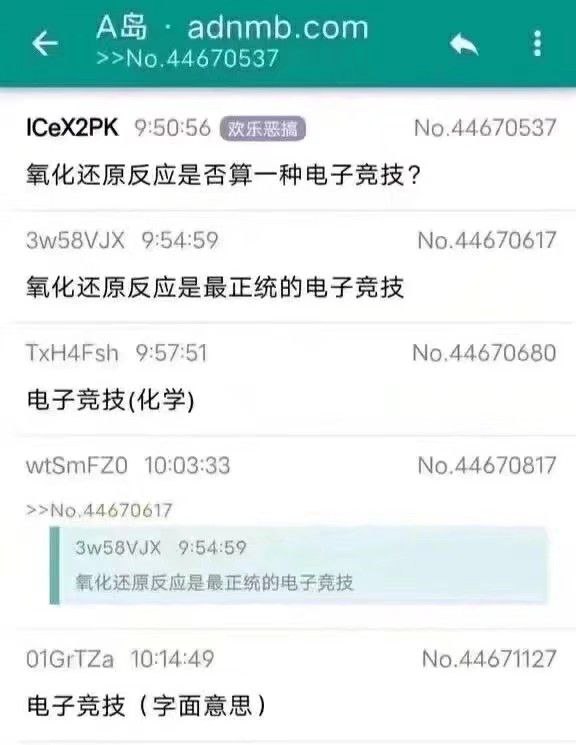 A岛 · adnmb.com
>>No.44670537
ICeX2PK 9:50:56 欢乐恶搞 No.44670537
氧化还原反应是否算一种电子竞技？
3w58VJX 9:54:59 No.44670617
氧化还原反应是最正统的电子竞技
TxH4Fsh 9:57:51 No.44670680
电子竞技(化学)
wtSmFZ0 10:03:33 No.44670817
>>No.44670617
3w58VJX 9:54:59
氧化还原反应是最正统的电子竞技
01GrTZa 10:14:49 No.44671127
电子竞技（字面意思）